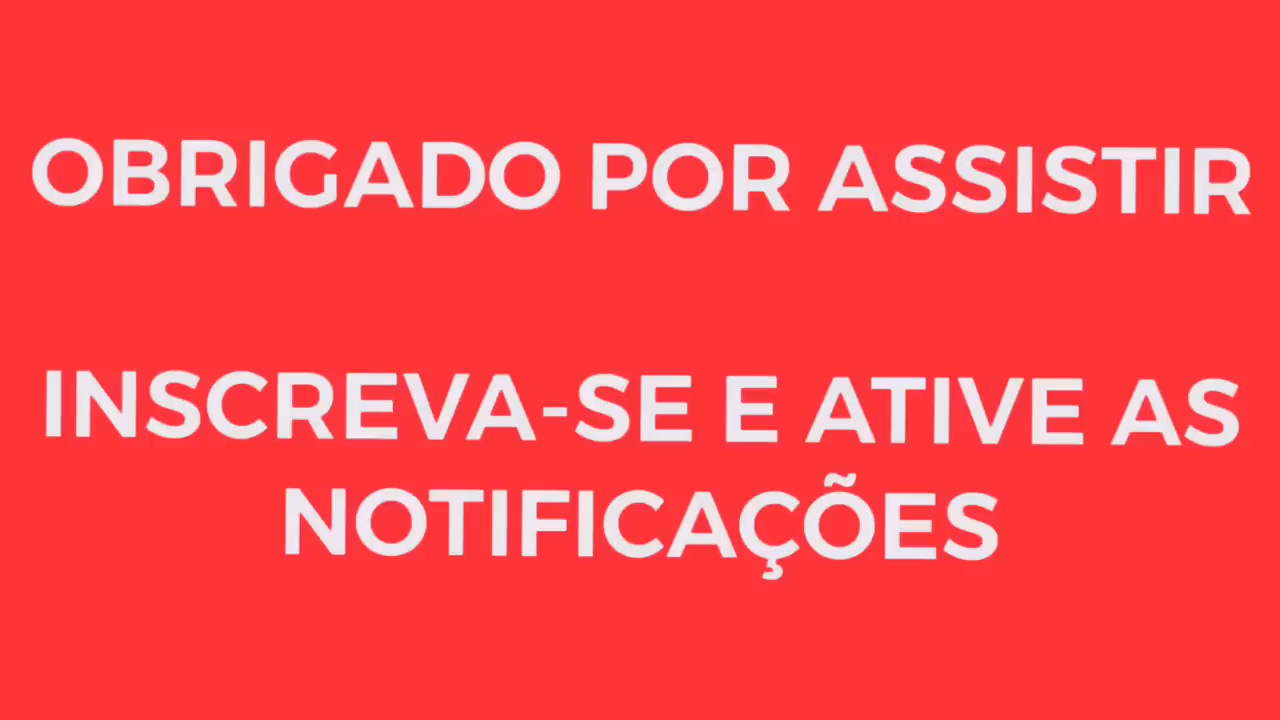 OBRIGADO POR ASSISTIR
INSCREVA-SE E ATIVE AS
NOTIFICAÇÕES